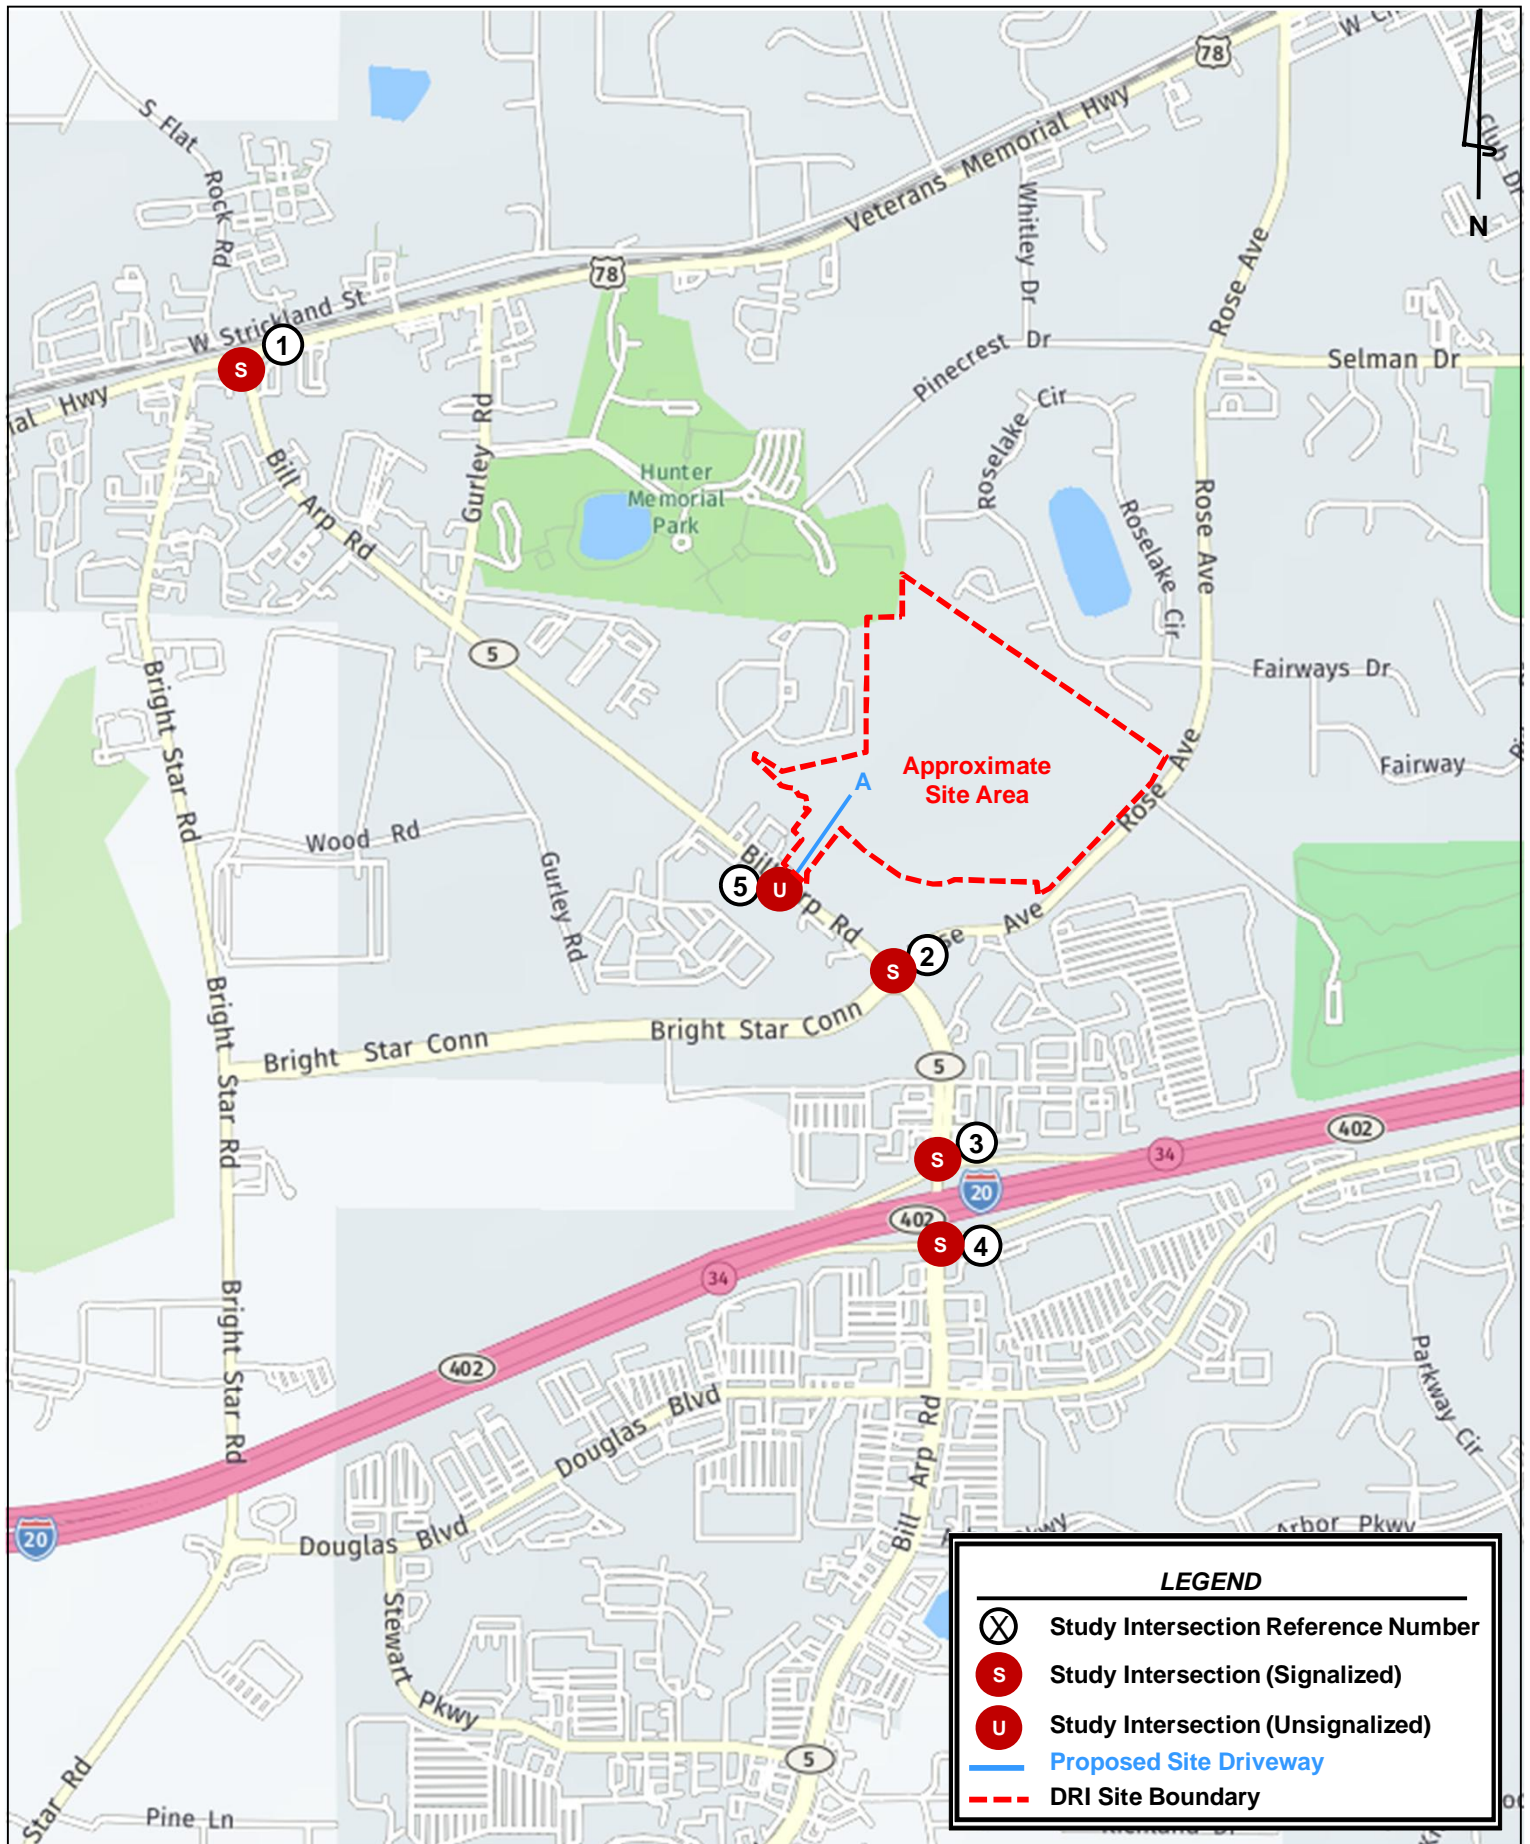 W
78
S Flat
Rock Rd
Veterans Memorial Hwy
Club Dr
N
Whitley Dr
Rose Ave
78
W Strickland St
1
S
ial Hwy
Pinecrest Dr
Selman Dr
Gurley Rd
Roselake Cir
Bill Arp Rd
Hunter
Memorial
Park
Rose Ave
Roselake Cir
5
Fairways Dr
Bright Star Rd
Rose Ave
Approximate
Site Area
A
Fairway
Wood Rd
Gurley Rd
Bill Arp Rd
5
U
2
S
se Ave
Bright Star Rd
Bright Star Conn
Bright Star Conn
5
3
S
402
34
20
402
S
4
34
Bright Star Rd
402
Parkway Cir
Douglas Blvd
Bill Arp Rd
20
Douglas Blvd
Stewart Pkwy
kwy
Arbor Pkwy
LEGEND
X
Study Intersection Reference Number
S
Study Intersection (Signalized)
U
Study Intersection (Unsignalized)
Proposed Site Driveway
DRI Site Boundary
5
Star Rd
Pine Ln